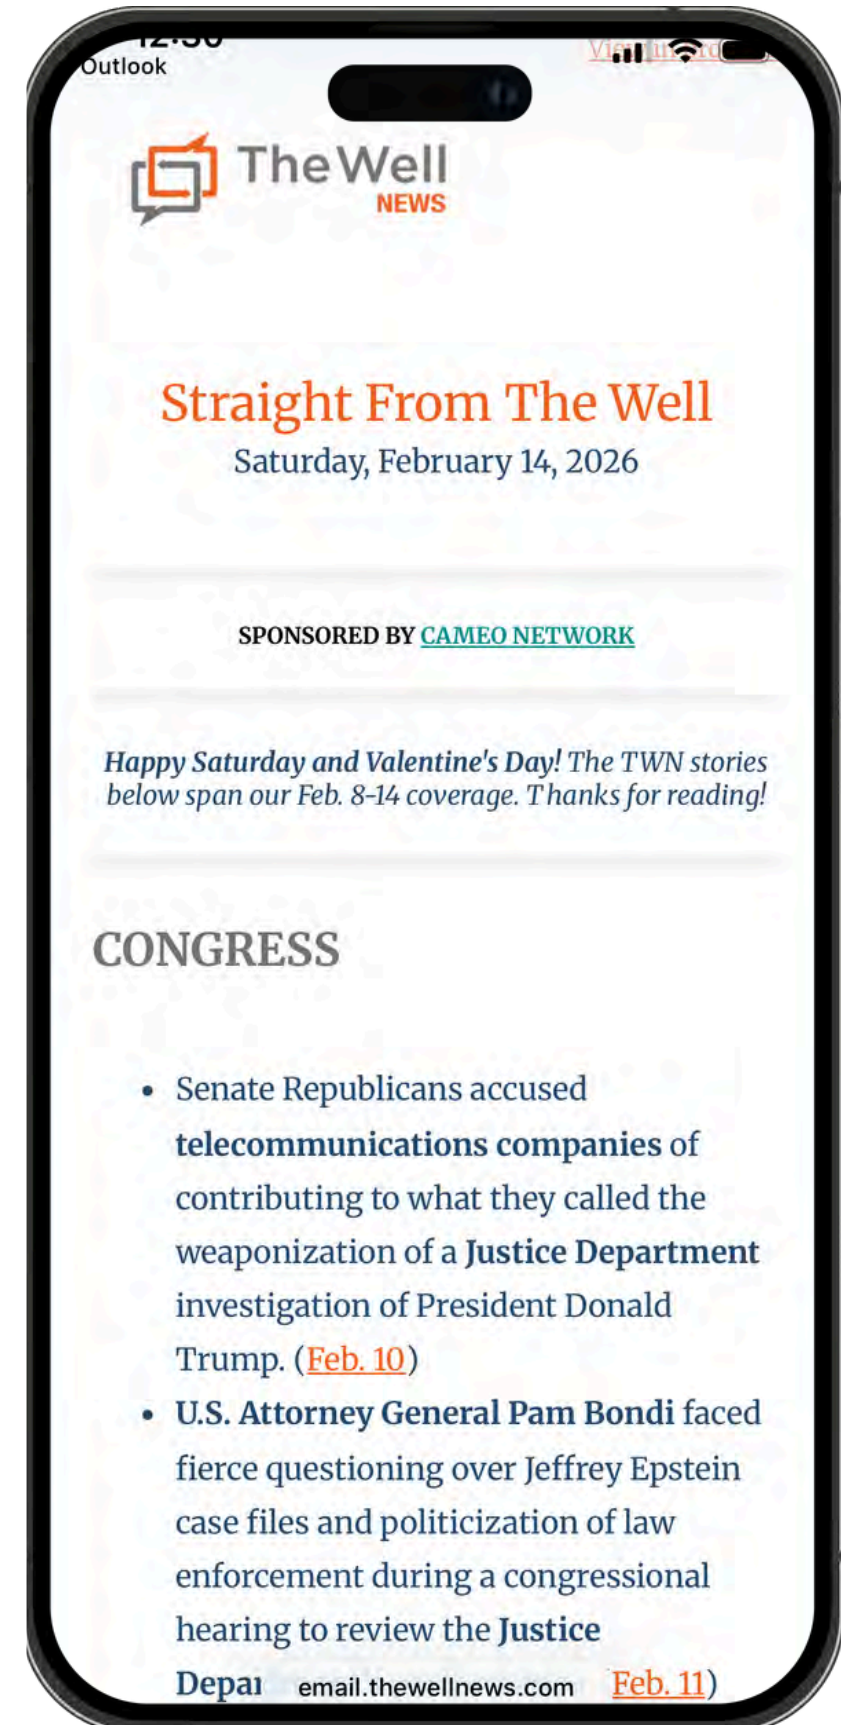 12:30
Outlook
The Well
NEWS
Straight From The Well
Saturday, February 14, 2026
SPONSORED BY CAMEO NETWORK
Happy Saturday and Valentine's Day! The TWN stories
below span our Feb. 8-14 coverage. Thanks for reading!
CONGRESS
• Senate Republicans accused
telecommunications companies of
contributing to what they called the
weaponization of a Justice Department
investigation of President Donald
Trump. (Feb. 10)
• U.S. Attorney General Pam Bondi faced
fierce questioning over Jeffrey Epstein
case files and politicization of law
enforcement during a congressional
hearing to review the Justice
Feb. 11)
email.thewellnews.com